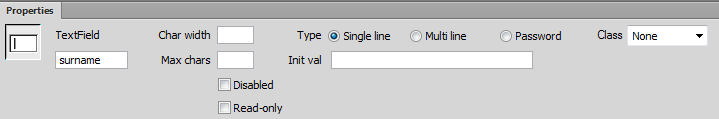 Properties
TextField Char width Type Single line Multi line Password Class None
surname Max chars Init val
Disabled
Read-only